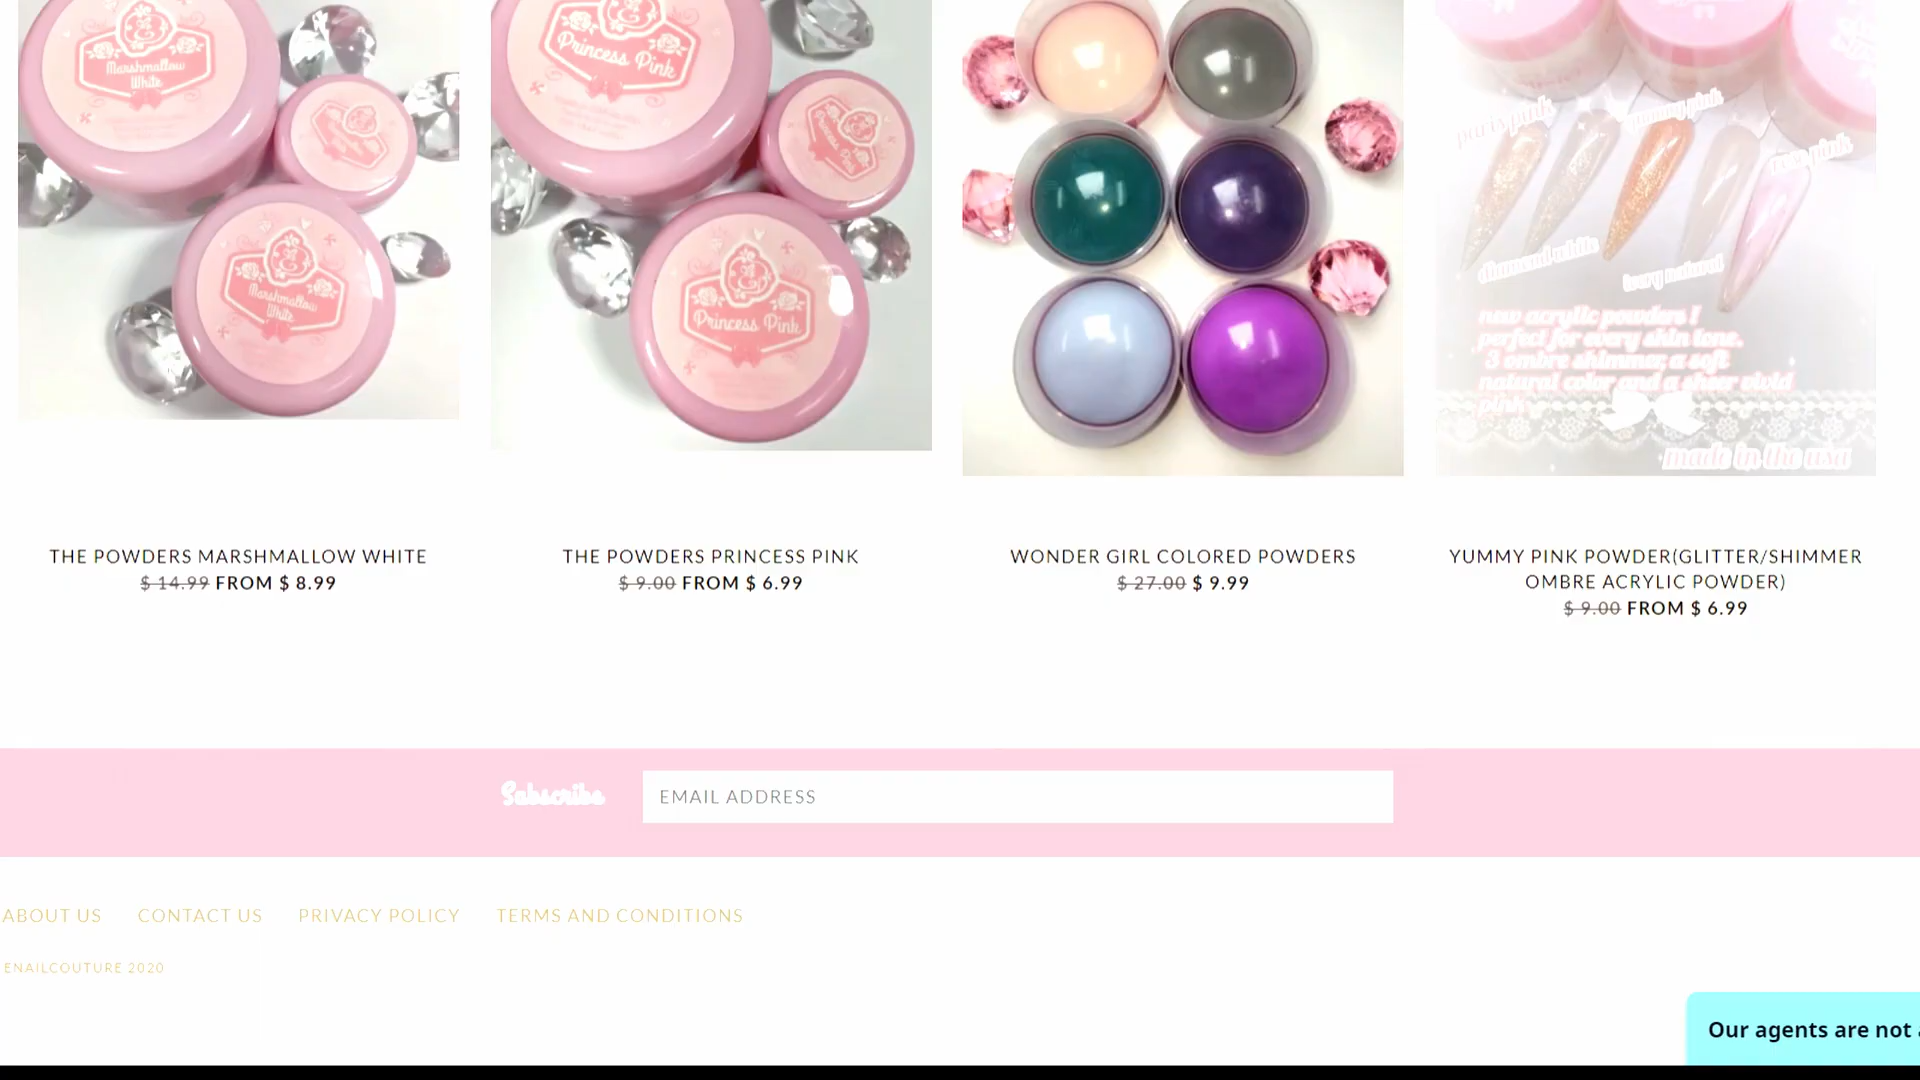 Marshmallow
White
Princess Pink
Princess
Pink
Marshmallow
White
Princess Pink
paris pink
yummy pink
rose pink
diamond white
ivory natural
new acrylic powders !
perfect for every skin tone.
3 ombre shimmer, a soft
natural color and a sheer vivid
pink
made in the usa
THE POWDERS MARSHMALLOW WHITE
$ 14.99 FROM $ 8.99
THE POWDERS PRINCESS PINK
$ 9.00 FROM $ 6.99
WONDER GIRL COLORED POWDERS
$ 27.00 $ 9.99
YUMMY PINK POWDER(GLITTER/SHIMMER
OMBRE ACRYLIC POWDER)
$ 9.00 FROM $ 6.99
Subscribe
EMAIL ADDRESS
ABOUT US CONTACT US PRIVACY POLICY TERMS AND CONDITIONS
ENAILCOUTURE 2020
Our agents are not